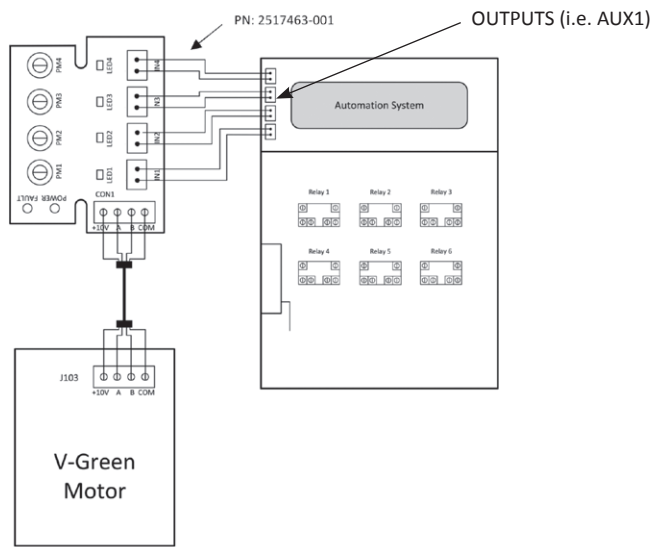 PN: 2517463-001
OUTPUTS (i.e. AUX1)
PM4
LED4
IN4
PM3
LED3
IN3
PM2
LED2
IN2
PM1
LED1
IN1
POWER FAULT
CON1
+10V A B COM
Automation System
Relay 1 Relay 2 Relay 3
Relay 4 Relay 5 Relay 6
J103
+10V A B COM
V-Green
Motor